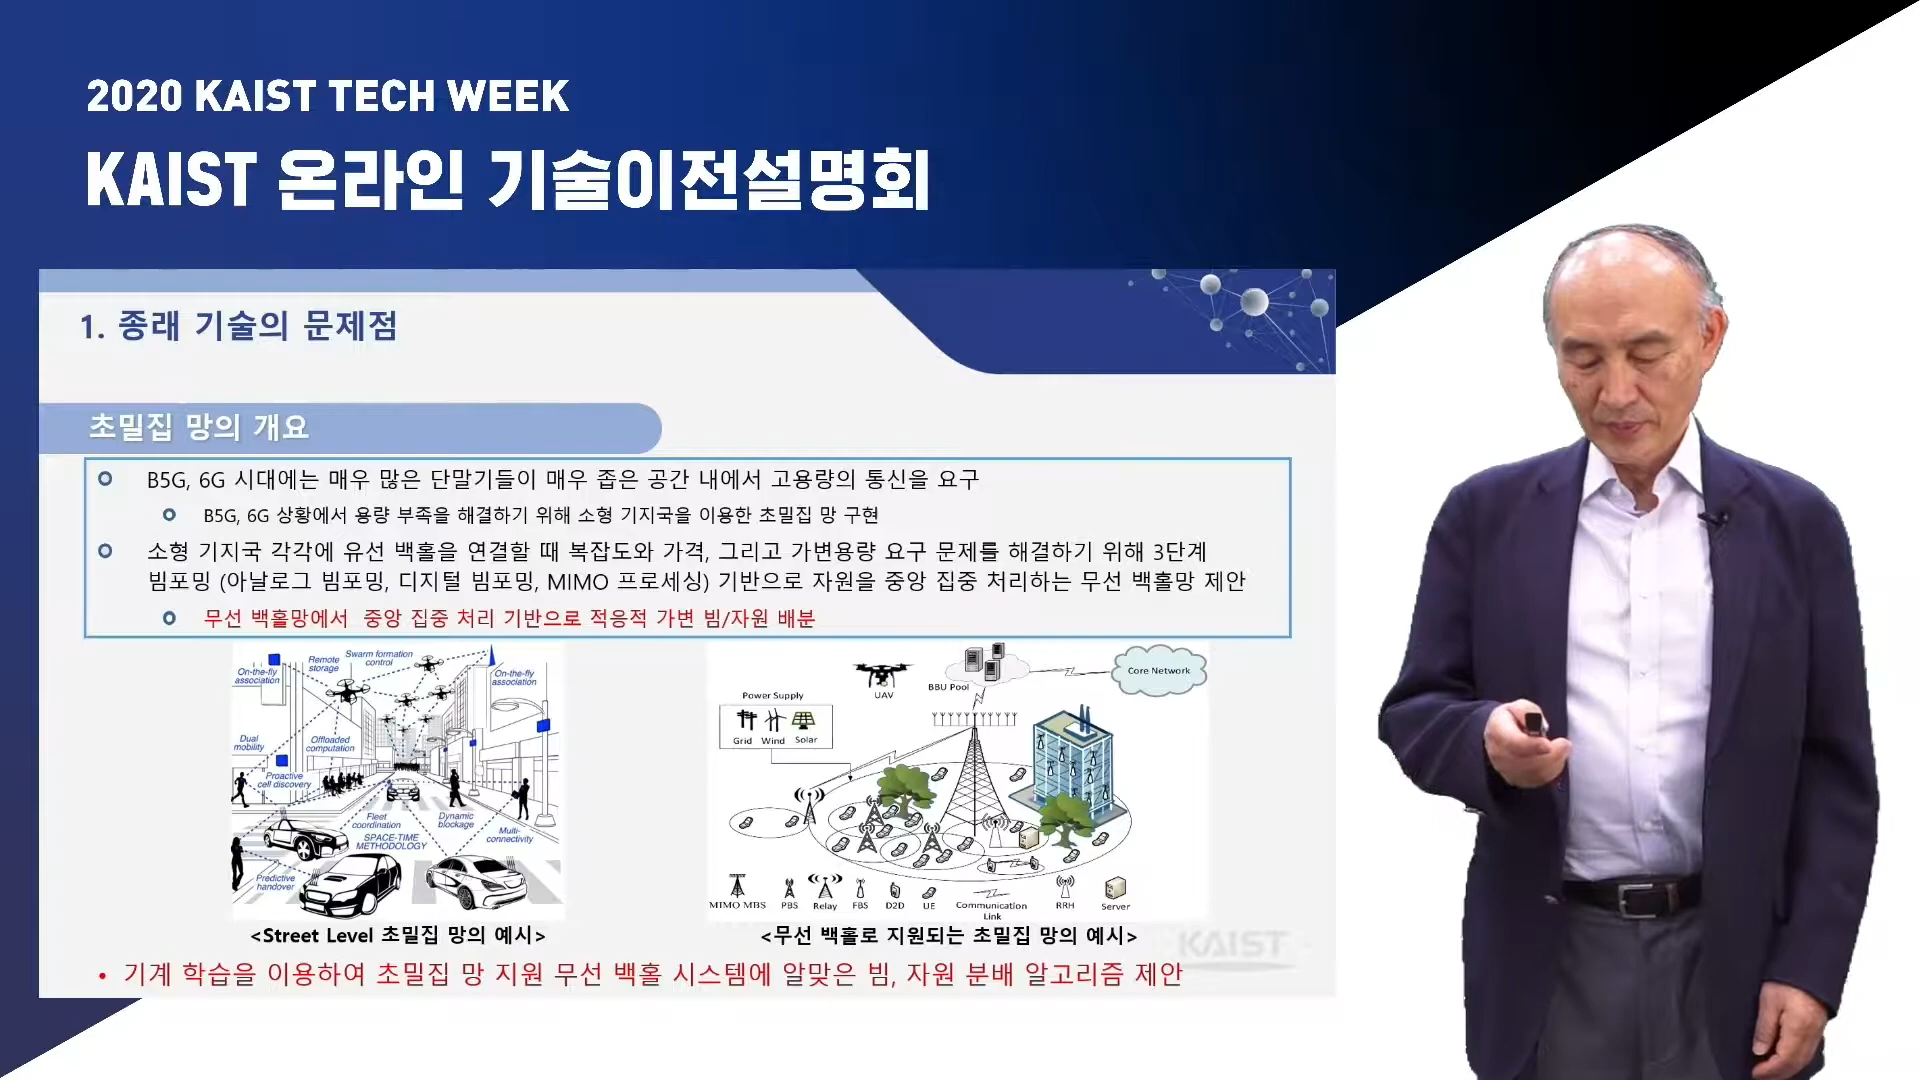 2020 KAIST TECH WEEK
KAIST 온라인 기술이전설명회
1. 종래 기술의 문제점
초밀집 망의 개요
B5G, 6G 시대에는 매우 많은 단말기들이 매우 좁은 공간 내에서 고용량의 통신을 요구
B5G, 6G 상황에서 용량 부족을 해결하기 위해 소형 기지국을 이용한 초밀집 망 구현
소형 기지국 각각에 유선 백홀을 연결할 때 복잡도와 가격, 그리고 가변용량 요구 문제를 해결하기 위해 3단계
빔포밍 (아날로그 빔포밍, 디지털 빔포밍, MIMO 프로세싱) 기반으로 자원을 중앙 집중 처리하는 무선 백홀망 제안
무선 백홀망에서 중앙 집중 처리 기반으로 적응적 가변 빔/자원 배분
On-the-fly
association
Remote
storage
Swarm formation
control
On-the-fly
association
Dual
mobility
Offloaded
computation
Proactive
cell discovery
Fleet
coordination
Dynamic
blockage
Multi-
connectivity
SPACE-TIME
METHODOLOGY
Predictive
handover
Power Supply
Grid Wind Solar
UAV
BBU Pool
Core Network
MIMO MBS PBS Relay FBS D2D UE Communication
Link
RRH Server
<Street Level 초밀집 망의 예시>
<무선 백홀로 지원되는 초밀집 망의 예시>
KAIST
• 기계 학습을 이용하여 초밀집 망 지원 무선 백홀 시스템에 알맞은 빔, 자원 분배 알고리즘 제안